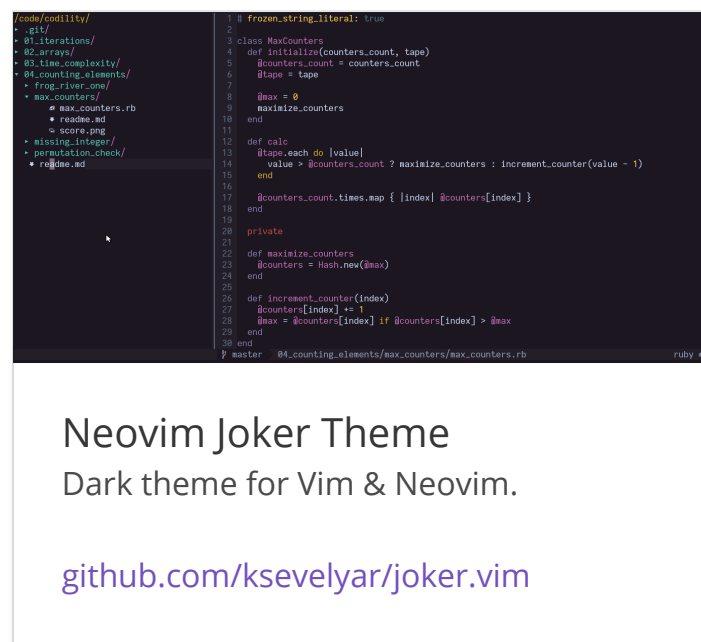 /code/codility/
▸ .git/
▸ 01_iterations/
▸ 02_arrays/
▸ 03_time_complexity/
▾ 04_counting_elements/
▸ frog_river_one/
▾ max_counters/
max_counters.rb
readme.md
score.png
▸ missing_integer/
▸ permutation_check/
readme.md
1 # frozen_string_literal: true
2
3 class MaxCounters
4   def initialize(counters_count, tape)
5     @counters_count = counters_count
6     @tape = tape
7
8     @max = 0
9     maximize_counters
10   end
11
12   def calc
13     @tape.each do |value|
14       value > @counters_count ? maximize_counters : increment_counter(value - 1)
15     end
16
17     @counters_count.times.map { |index| @counters[index] }
18   end
19
20   private
21
22   def maximize_counters
23     @counters = Hash.new(@max)
24   end
25
26   def increment_counter(index)
27     @counters[index] += 1
28     @max = @counters[index] if @counters[index] > @max
29   end
30 end
master 04_counting_elements/max_counters/max_counters.rb ruby
Neovim Joker Theme
Dark theme for Vim & Neovim.
github.com/ksevelyar/joker.vim